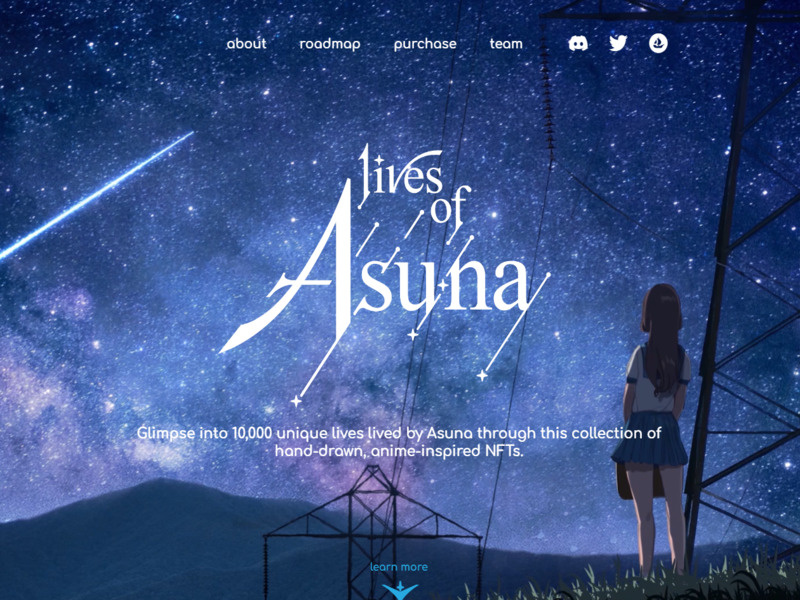 about roadmap purchase team
lives
of
Asuna
Glimpse into 10,000 unique lives lived by Asuna through this collection of
hand-drawn, anime-inspired NFTs.
learn more